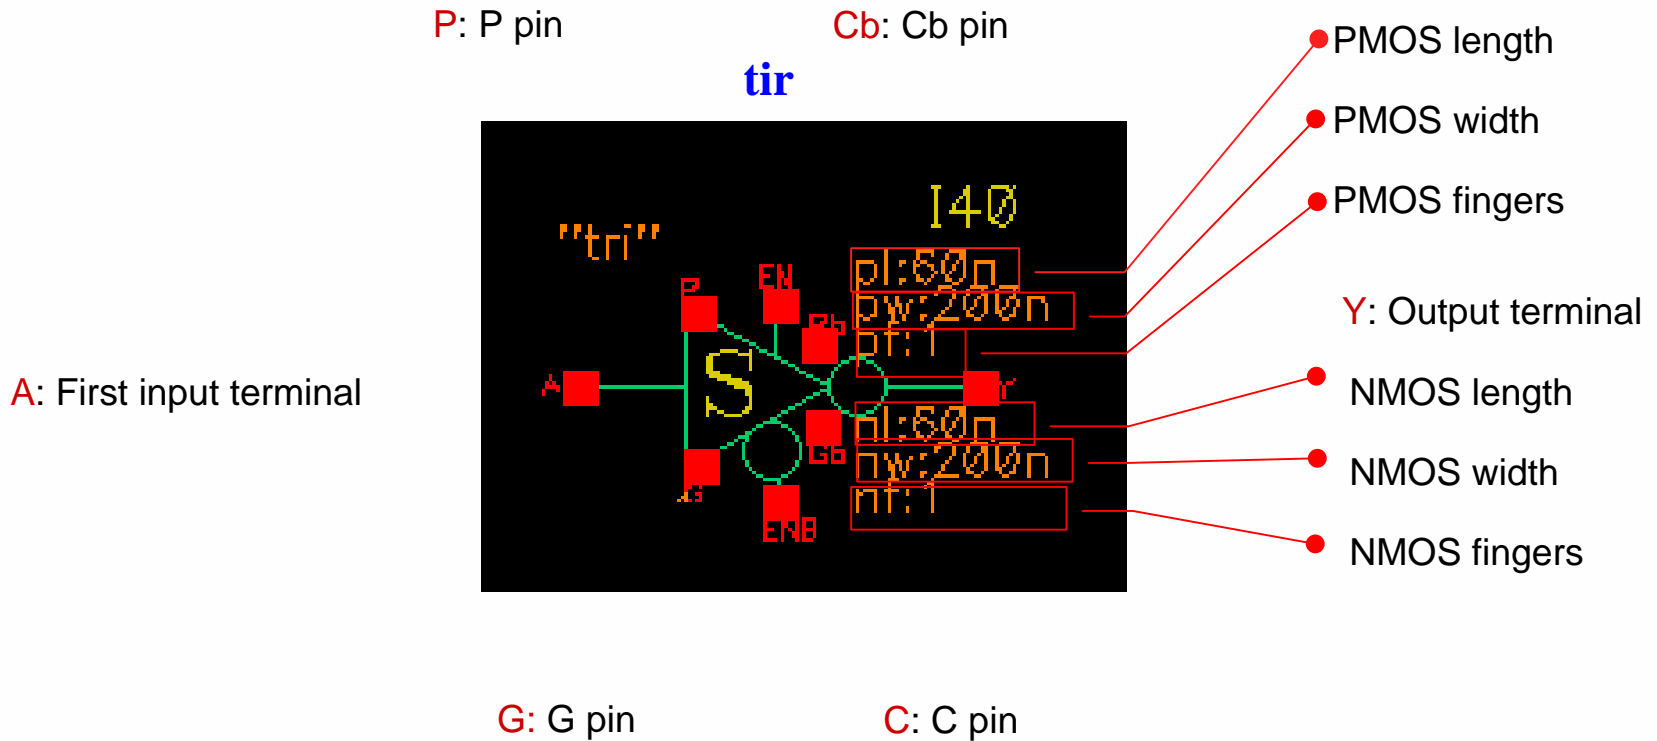 P: P pin
Cb: Cb pin
tir
PMOS length
PMOS width
PMOS fingers
I40
"tri"
pl:60n
pw:200n
pf:1
P
EN
Pb
A
S
Y
Y: Output terminal
A: First input terminal
NMOS length
nl:60n
Gb
nw:200n
NMOS width
G
nf:1
ENB
NMOS fingers
G: G pin
C: C pin